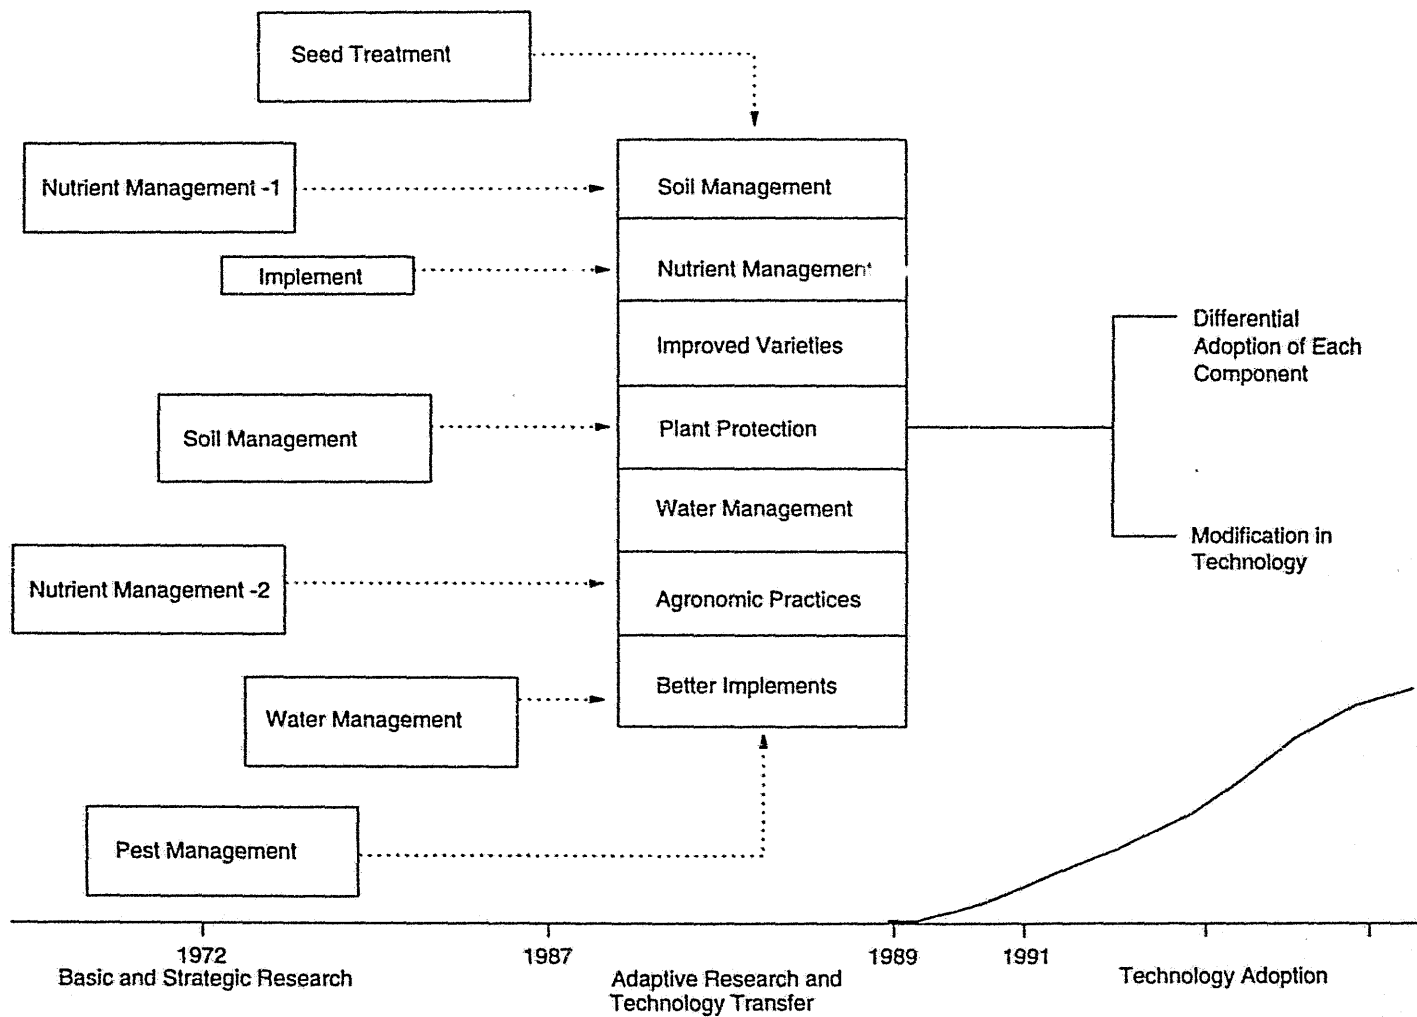 Seed Treatment
Nutrient Management -1
Implement
Soil Management
Nutrient Management -2
Water Management
Pest Management
Soil Management
Nutrient Management
Improved Varieties
Plant Protection
Water Management
Agronomic Practices
Better Implements
Differential
Adoption of Each
Component
Modification in
Technology
1972
1987
1989
1991
Basic and Strategic Research
Adaptive Research and
Technology Transfer
Technology Adoption